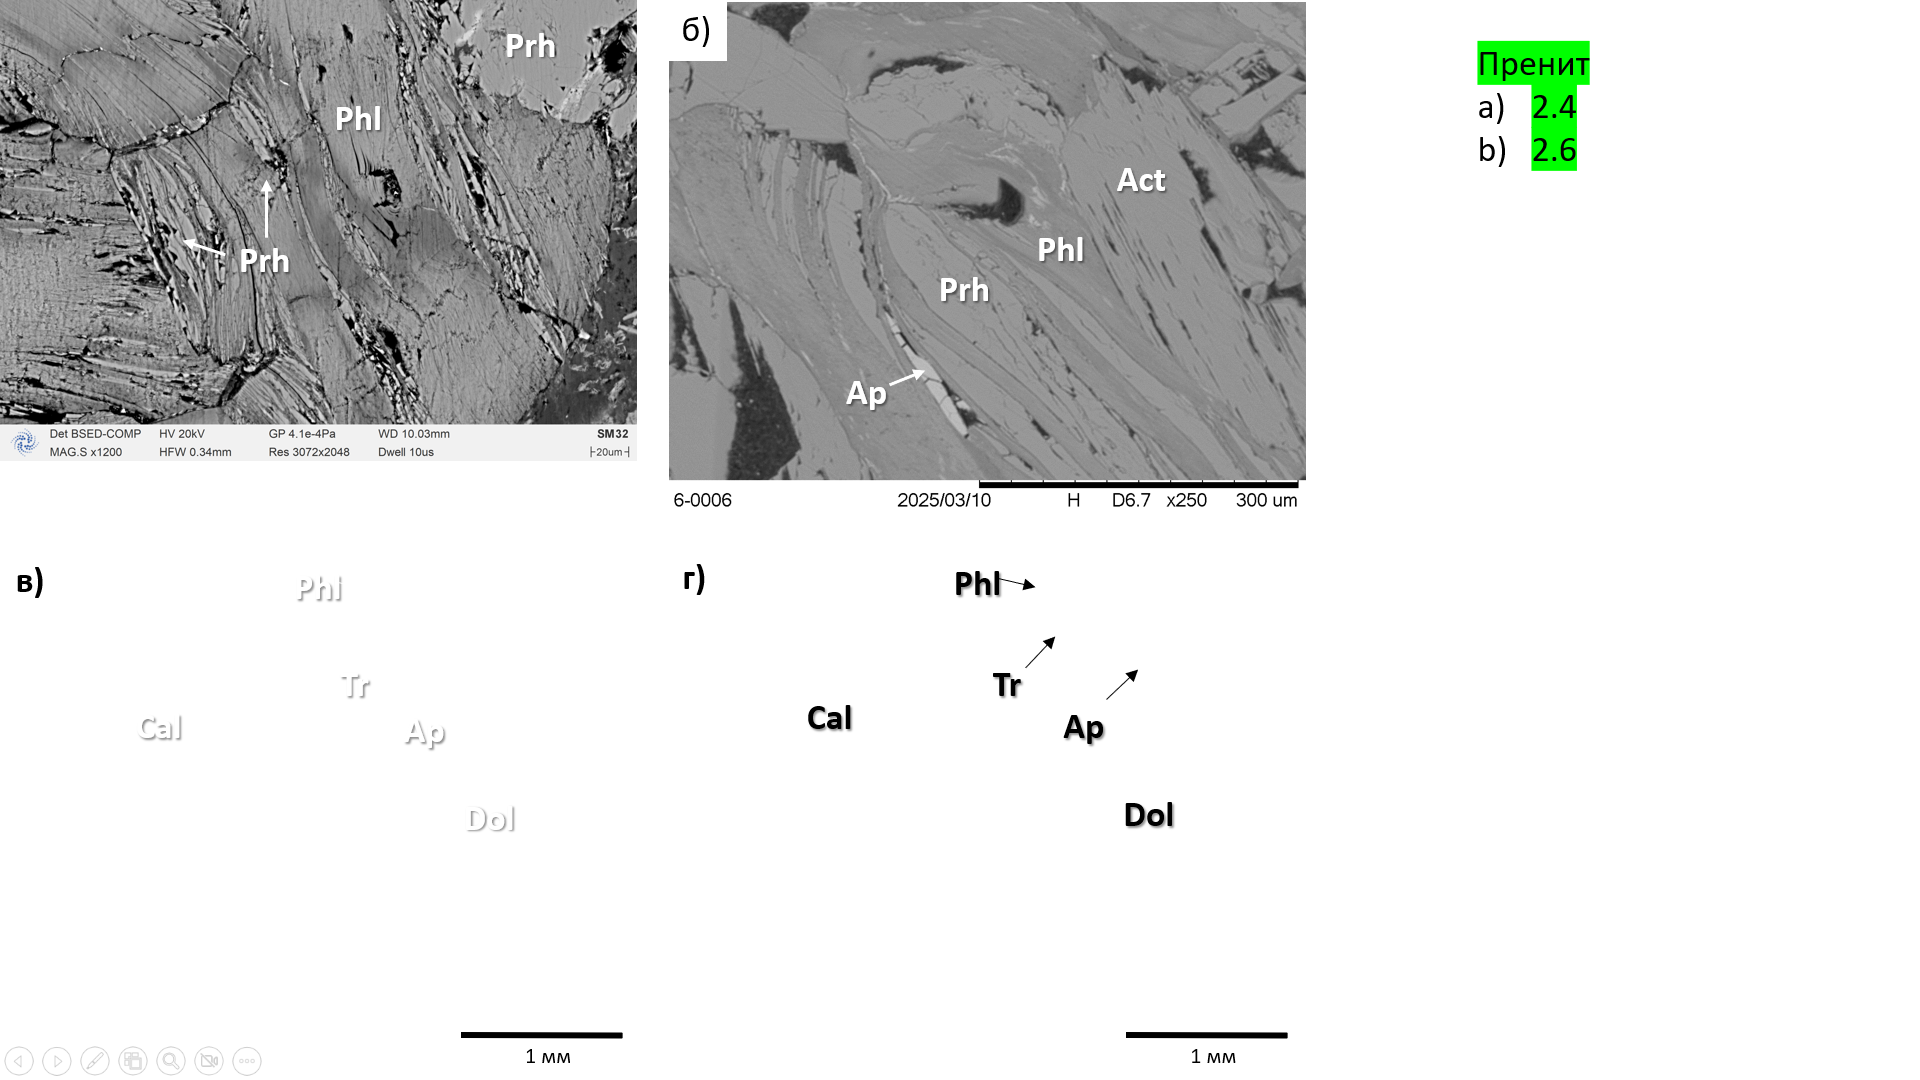 Prh
Phl
Prh
Det BSED-COMP HV 20kV GP 4.1e-4Pa WD 10.03mm SM32
MAG.S x1200 HFW 0.34mm Res 3072x2048 Dwell 10us 20um
б)
Act
Phl
Prh
Ap
6-0006 2025/03/10 H D6.7 x250 300 um
Пренит
a) 2.4
b) 2.6
в)
Phl
Tr
Cal
Ap
Dol
1 мм
г)
Phl
Tr
Cal
Ap
Dol
1 мм